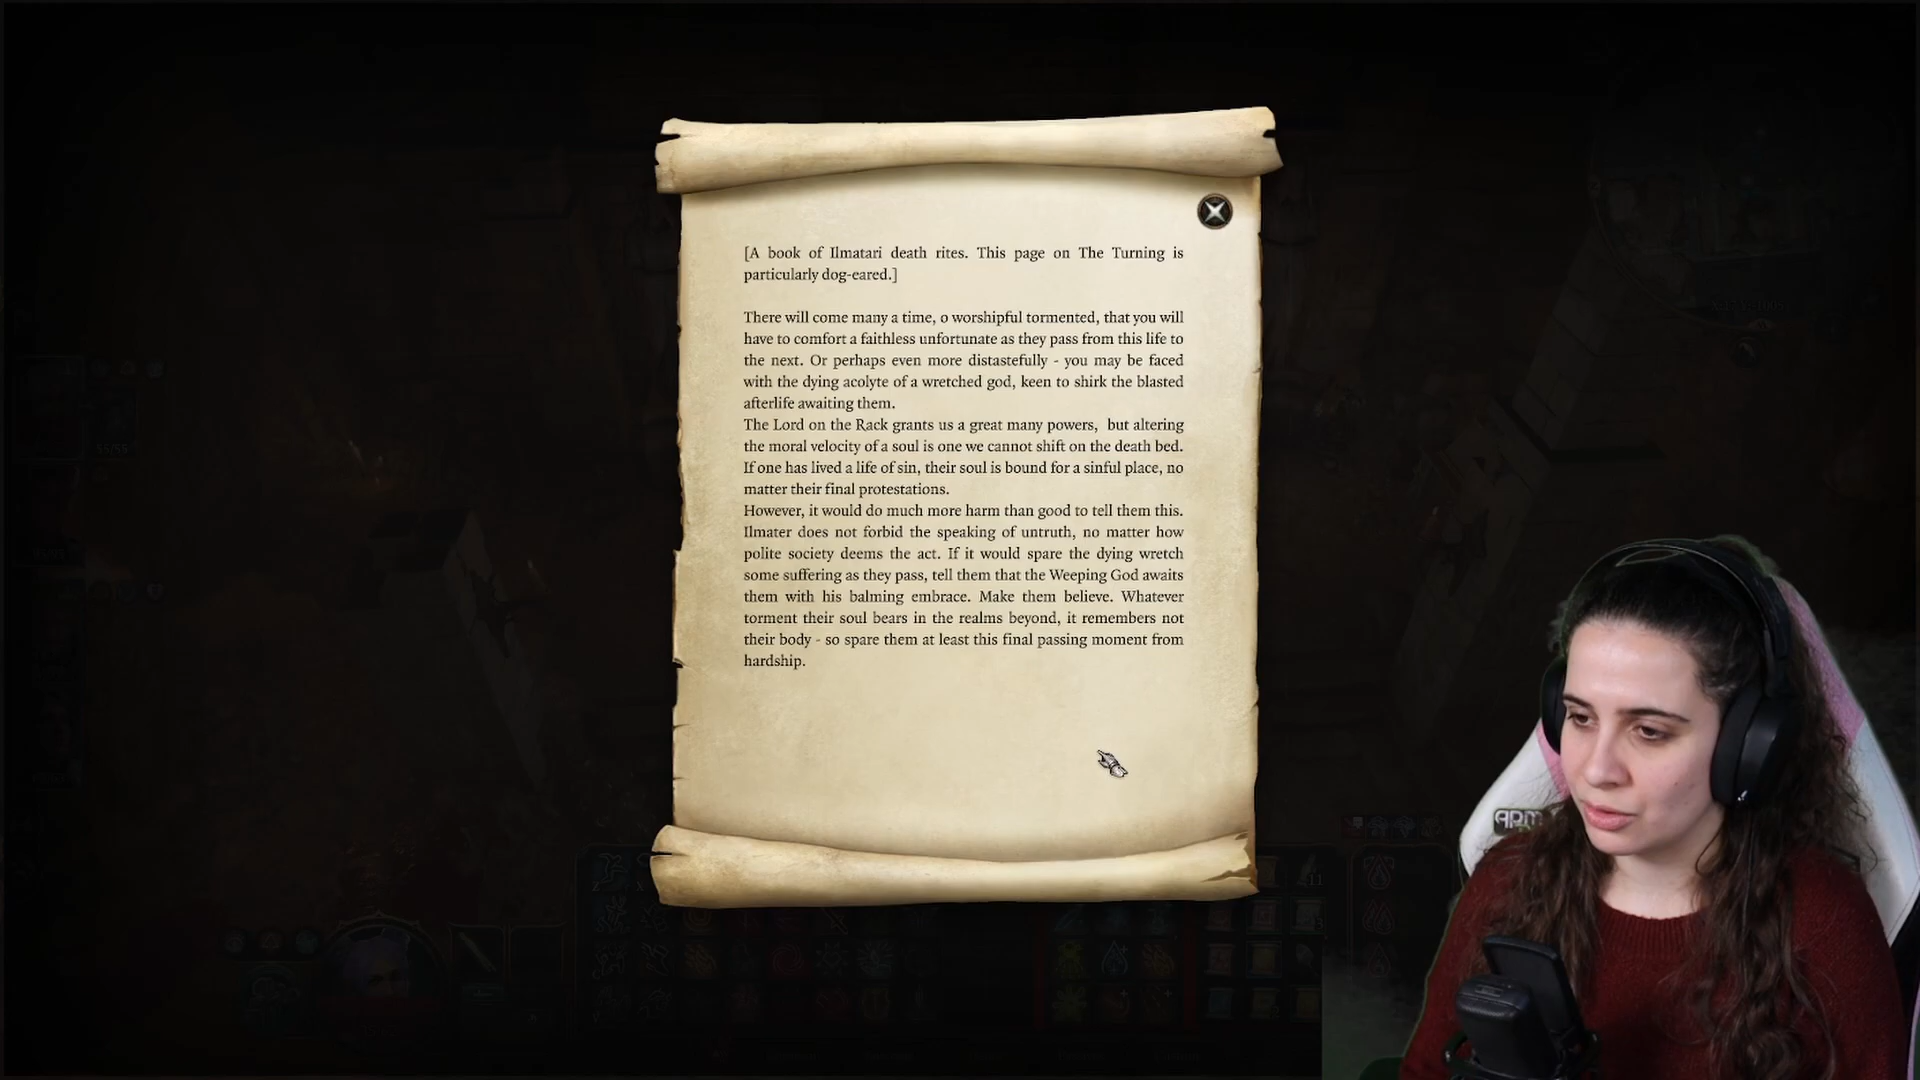 [A book of Ilmatari death rites. This page on The Turning is
particularly dog-eared.]
There will come many a time, o worshipful tormented, that you will
have to comfort a faithless unfortunate as they pass from this life to
the next. Or perhaps even more distastefully - you may be faced
with the dying acolyte of a wretched god, keen to shirk the blasted
afterlife awaiting them.
The Lord on the Rack grants us a great many powers, but altering
the moral velocity of a soul is one we cannot shift on the death bed.
If one has lived a life of sin, their soul is bound for a sinful place, no
matter their final protestations.
However, it would do much more harm than good to tell them this.
Ilmater does not forbid the speaking of untruth, no matter how
polite society deems the act. If it would spare the dying wretch
some suffering as they pass, tell them that the Weeping God awaits
them with his balming embrace. Make them believe. Whatever
torment their soul bears in the realms beyond, it remembers not
their body - so spare them at least this final passing moment from
hardship.